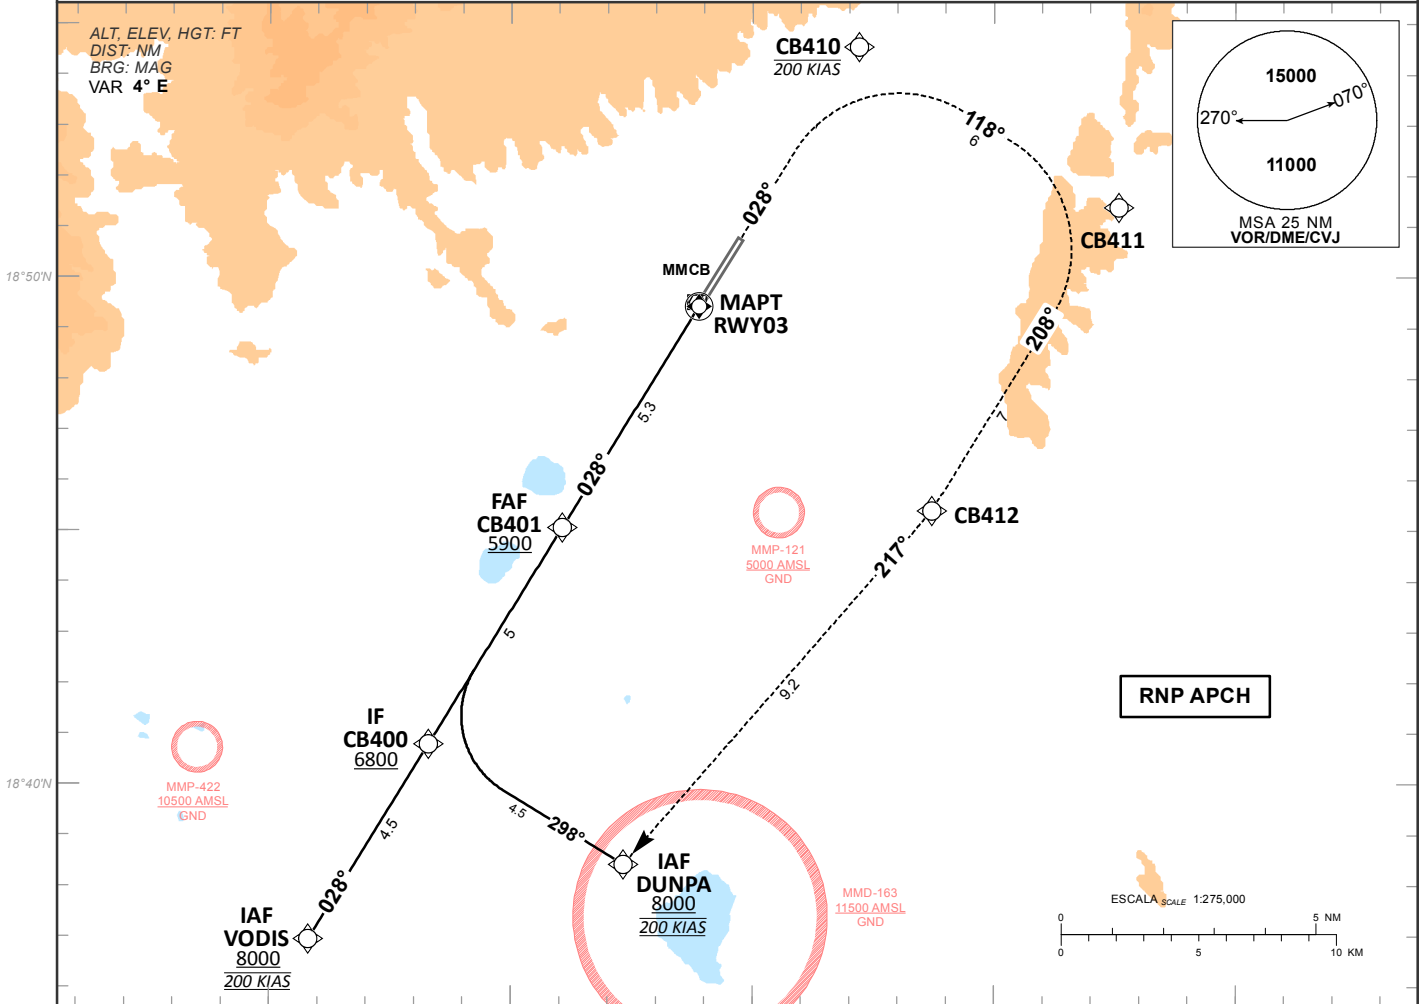 ALT, ELEV, HGT: FT
DIST: NM
BRG: MAG
VAR 4° E
CB410
200 KIAS
118°
6
15000
070°
270°
11000
MSA 25 NM
VOR/DME/CVJ
028°
CB411
MMCB
18°50'N
MAPT
RWY03
208°
5.3
7
028°
FAF
CB401
5900
CB412
MMP-121
5000 AMSL
GND
217°
5
9.2
RNP APCH
IF
CB400
6800
18°40'N
MMP-422
10500 AMSL
GND
4.5
298°
4.5
IAF
DUNPA
8000
200 KIAS
MMD-163
11500 AMSL
GND
028°
IAF
VODIS
8000
200 KIAS
ESCALA SCALE 1:275,000
0 5 NM
0 5 10 KM